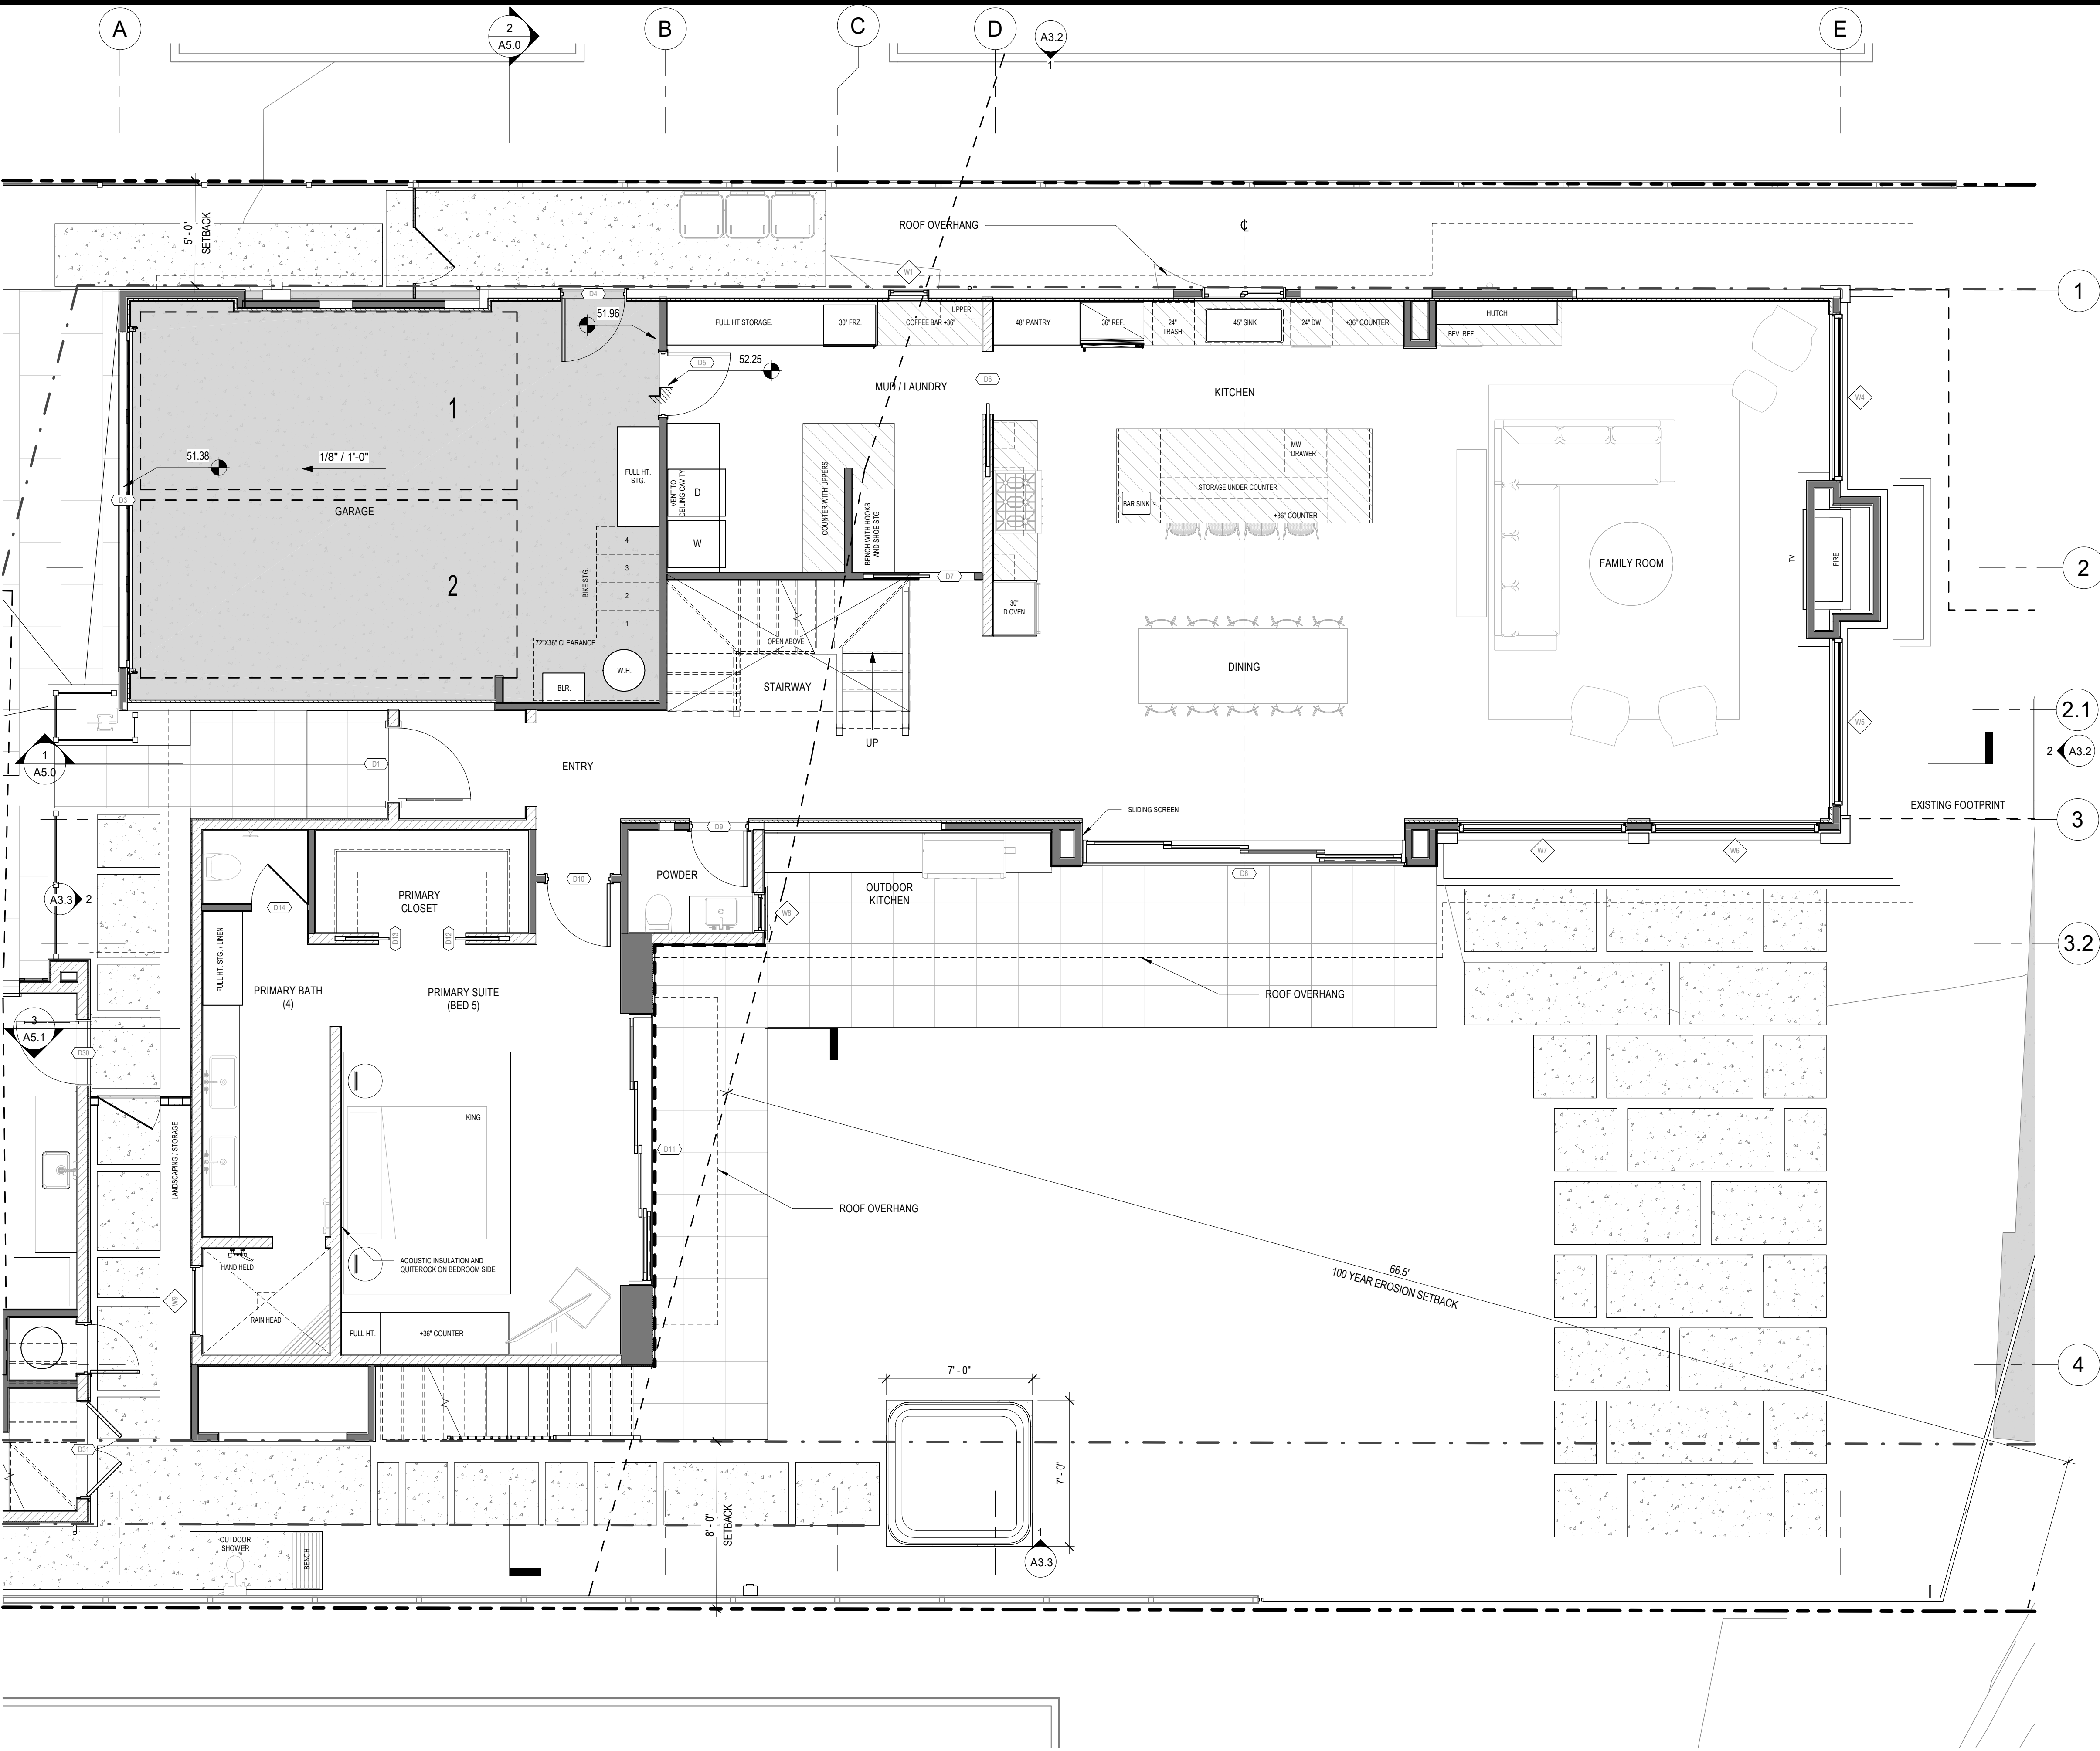 A
2
A5.0
B
C
D
A3.2
1
E
5' - 0"
SETBACK
ROOF OVERHANG
℄
W1
1
D4
51.96
FULL HT STORAGE.
30" FRZ.
COFFEE BAR +36"
UPPER
48" PANTRY
36" REF.
24"
TRASH
45" SINK
24" DW
+36" COUNTER
HUTCH
BEV. REF.
D5
52.25
MUD / LAUNDRY
D6
KITCHEN
W4
1
51.38
1/8" / 1'-0"
D3
GARAGE
FULL HT.
STG.
VENT TO
CEILING CAVITY
D
W
COUNTER WITH UPPERS
BENCH WITH HOOKS
AND SHOE STG
MW
DRAWER
STORAGE UNDER COUNTER
BAR SINK
+36" COUNTER
FAMILY ROOM
TV
FIRE
2
2
BIKE STG.
4
3
2
1
D7
30"
D.OVEN
72"X36" CLEARANCE
W.H.
BLR.
OPEN ABOVE
STAIRWAY
UP
DINING
W5
2.1
2
A3.2
1
A5.0
D1
ENTRY
SLIDING SCREEN
EXISTING FOOTPRINT
3
D9
POWDER
OUTDOOR
KITCHEN
D8
W7
W6
A3.3
2
D14
PRIMARY
CLOSET
D10
D13
D12
W8
3.2
FULL HT. STG. / LINEN
PRIMARY BATH
(4)
PRIMARY SUITE
(BED 5)
ROOF OVERHANG
3
A5.1
D30
KING
D11
LANDSCAPING / STORAGE
ROOF OVERHANG
HAND HELD
ACOUSTIC INSULATION AND
QUITEROCK ON BEDROOM SIDE
66.5'
100 YEAR EROSION SETBACK
W9
RAIN HEAD
FULL HT.
+36" COUNTER
4
7' - 0"
7' - 0"
D31
8' - 0"
SETBACK
OUTDOOR
SHOWER
BENCH
1
A3.3